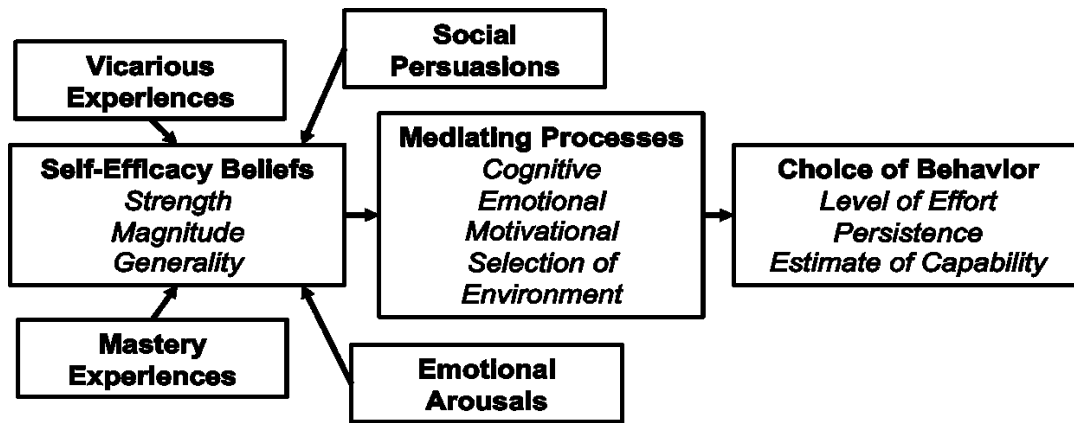 Vicarious
Experiences
Social
Persuasions
Self-Efficacy Beliefs
Strength
Magnitude
Generality
Mediating Processes
Cognitive
Emotional
Motivational
Selection of
Environment
Choice of Behavior
Level of Effort
Persistence
Estimate of Capability
Mastery
Experiences
Emotional
Arousals